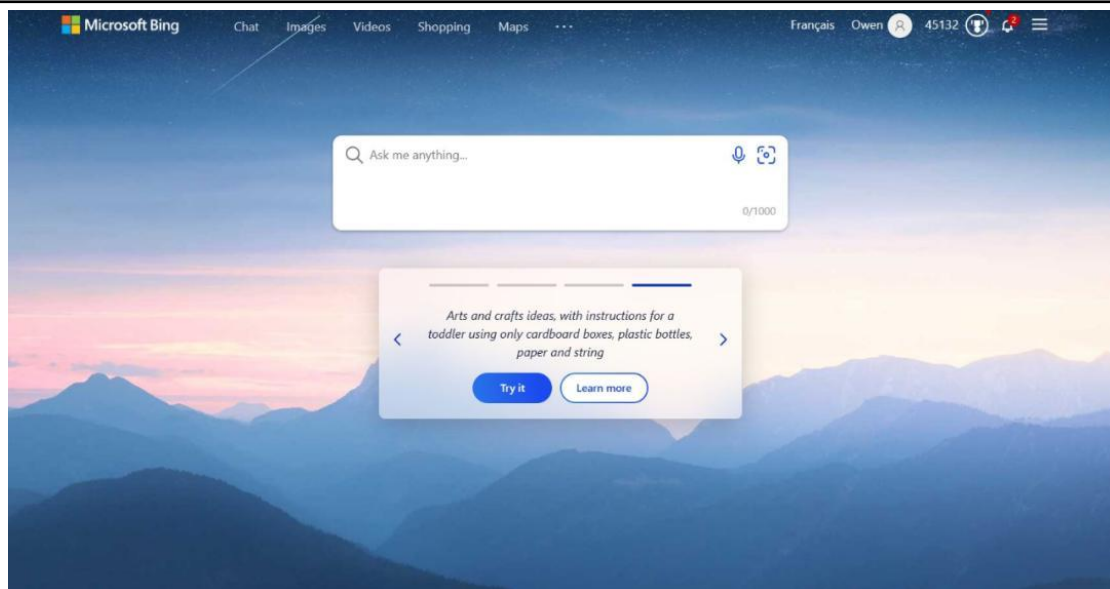 Microsoft Bing Chat Images Videos Shopping Maps ... Français Owen 45132 2
Ask me anything...
0/1000
Arts and crafts ideas, with instructions for a
toddler using only cardboard boxes, plastic bottles,
paper and string
Try it Learn more